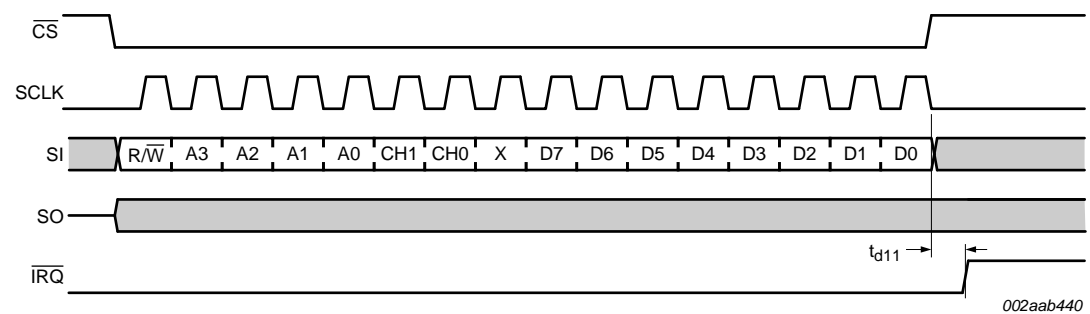 CS
SCLK
SI R/W A3 A2 A1 A0 CH1 CH0 X D7 D6 D5 D4 D3 D2 D1 D0
SO
td11
IRQ
002aab440